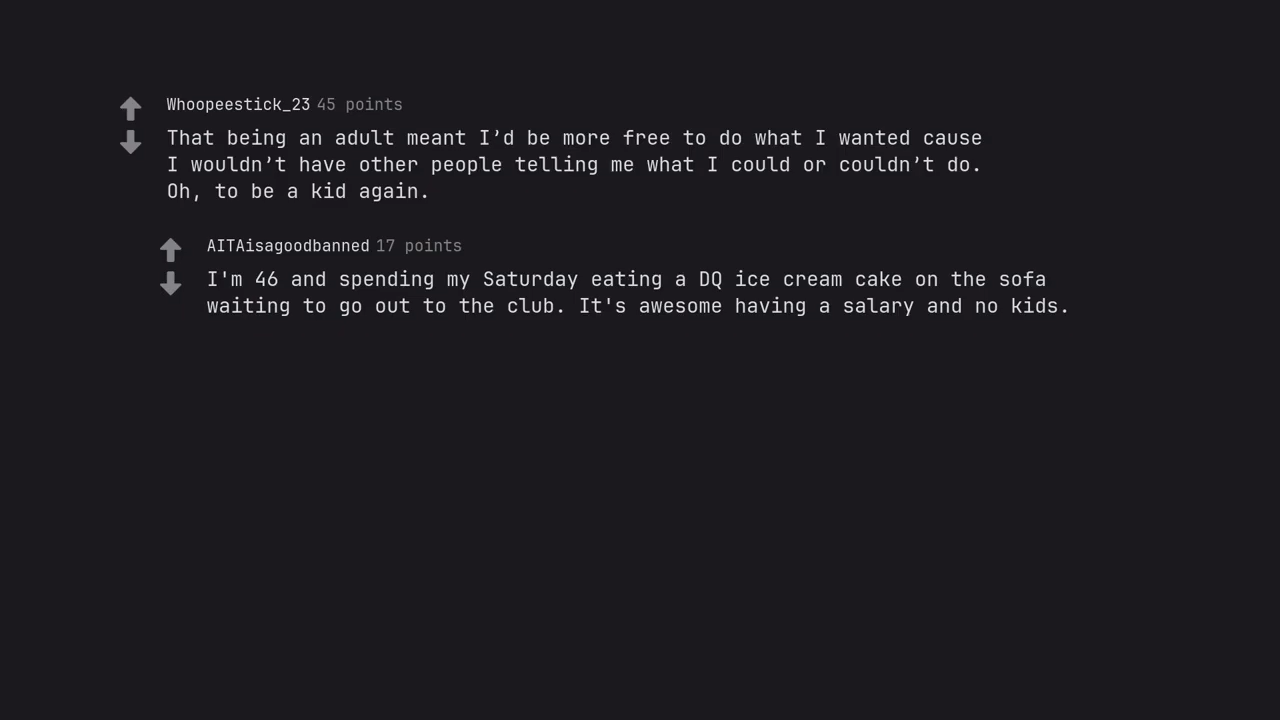 Whoopeestick_23 45 points
That being an adult meant I’d be more free to do what I wanted cause
I wouldn’t have other people telling me what I could or couldn’t do.
Oh, to be a kid again.
AITAisagoodbanned 17 points
I'm 46 and spending my Saturday eating a DQ ice cream cake on the sofa
waiting to go out to the club. It's awesome having a salary and no kids.